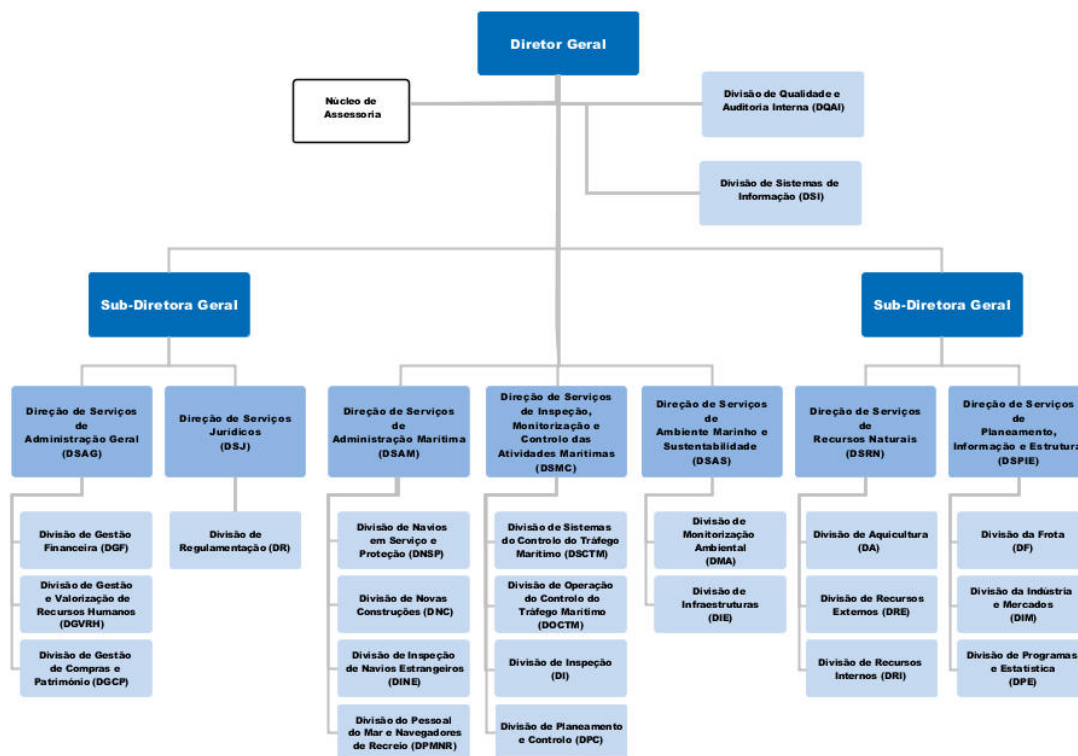 Diretor Geral
Núcleo de
Assessoria
Divisão de Qualidade e
Auditoria Interna (DQAI)
Divisão de Sistemas de
Informação (DSI)
Sub-Diretora Geral
Sub-Diretora Geral
Direção de Serviços
de
Administração Geral
(DSAG)
Direção de Serviços
Jurídicos
(DSJ)
Direção de Serviços
de
Administração Marítima
(DSAM)
Direção de Serviços
de Inspeção,
Monitorização e
Controlo das
Atividades Marítimas
(DSMC)
Direção de Serviços
de
Ambiente Marinho e
Sustentabilidade
(DSAS)
Direção de Serviços
de
Recursos Naturais
(DSRN)
Direção de Serviços
de
Planeamento,
Informação e Estrutura
(DSPIE)
Divisão de Gestão
Financeira (DGF)
Divisão de Gestão
e Valorização de
Recursos Humanos
(DGVRH)
Divisão de Gestão
de Compras e
Património (DGCP)
Divisão de
Regulamentação (DR)
Divisão de Navios
em Serviço e
Proteção (DNSP)
Divisão de Novas
Construções (DNC)
Divisão de Inspeção
de Navios Estrangeiros
(DINE)
Divisão do Pessoal
do Mar e Navegadores
de Recreio (DPMNR)
Divisão de Sistemas
do Controlo do Tráfego
Marítimo (DSCTM)
Divisão de Operação
do Controlo do
Tráfego Marítimo
(DOCTM)
Divisão de Inspeção
(DI)
Divisão de Planeamento
e Controlo (DPC)
Divisão de
Monitorização
Ambiental
(DMA)
Divisão de
Infraestruturas
(DIE)
Divisão de Aquicultura
(DA)
Divisão de Recursos
Externos (DRE)
Divisão de Recursos
Internos (DRI)
Divisão da Frota
(DF)
Divisão da Indústria
e Mercados
(DIM)
Divisão de Programas
e Estatística
(DPE)